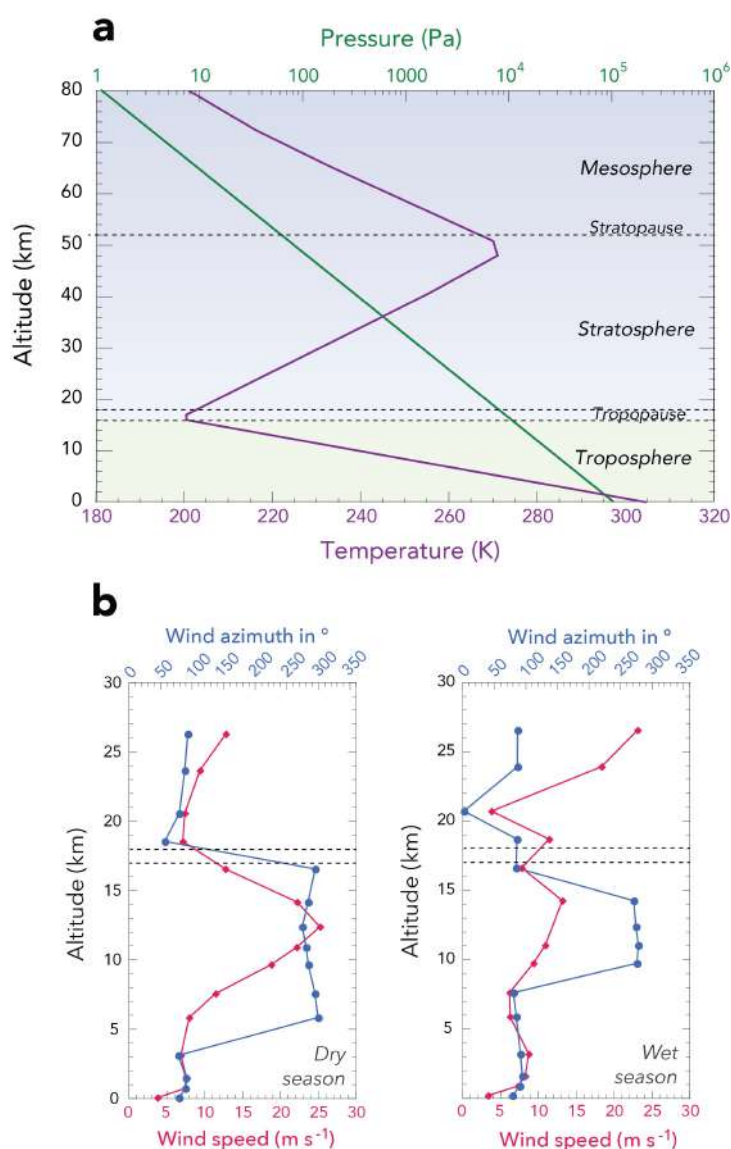 a
Pressure (Pa)
1 10 100 1000 10⁴ 10⁵ 10⁶
80
70
60
50
40
30
20
10
0
Altitude (km)
Mesosphere
Stratopause
Stratosphere
Tropopause
Troposphere
180 200 220 240 260 280 300 320
Temperature (K)
b
Wind azimuth in °
0 50 100 150 200 250 300 350
30
25
20
15
10
5
0
Altitude (km)
Dry
season
0 5 10 15 20 25 30 35
Wind speed (m s⁻¹)
Wind azimuth in °
0 50 100 150 200 250 300 350
30
25
20
15
10
5
Altitude (km)
Wet
season
0 5 10 15 20 25 30 35
Wind speed (m s⁻¹)